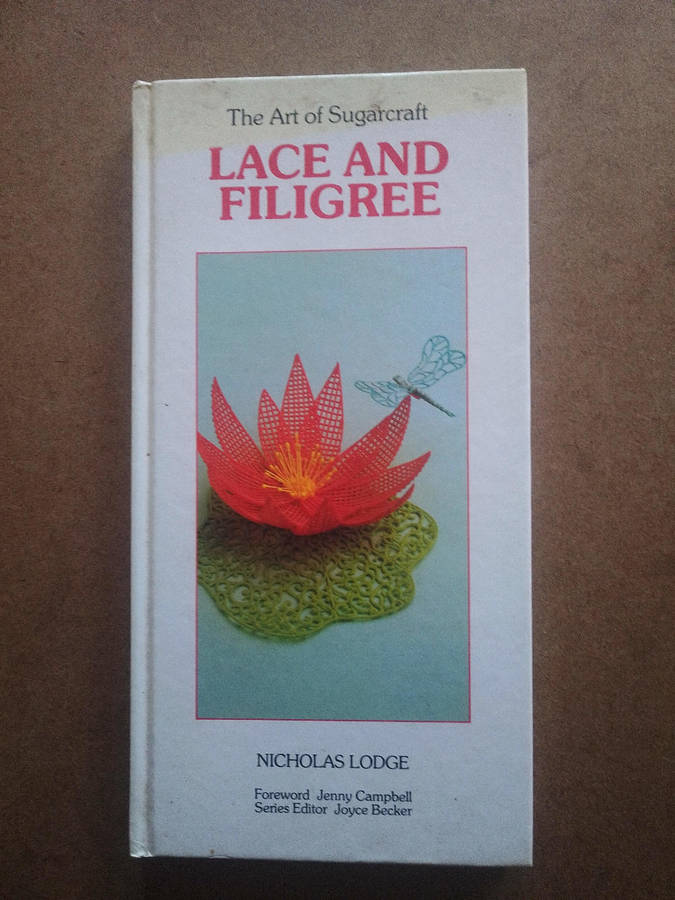 The Art of Sugarcraft
LACE AND
FILIGREE
NICHOLAS LODGE
Foreword Jenny Campbell
Series Editor Joyce Becker